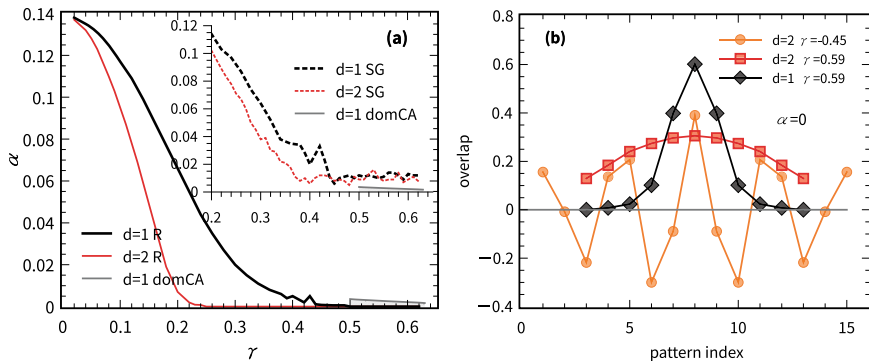 (a)
α
0.14
0.12
0.1
0.08
0.06
0.04
0.02
0
0
0.1
0.2
0.3
0.4
0.5
0.6
γ
d=1 R
d=2 R
d=1 domCA
0.12
0.10
0.08
0.06
0.04
0.02
0
0.2
0.3
0.4
0.5
0.6
d=1 SG
d=2 SG
d=1 domCA
(b)
overlap
0.8
0.6
0.4
0.2
0
−0.2
−0.4
0
5
10
15
pattern index
d=2 γ=-0.45
d=2 γ=0.59
d=1 γ=0.59
α=0